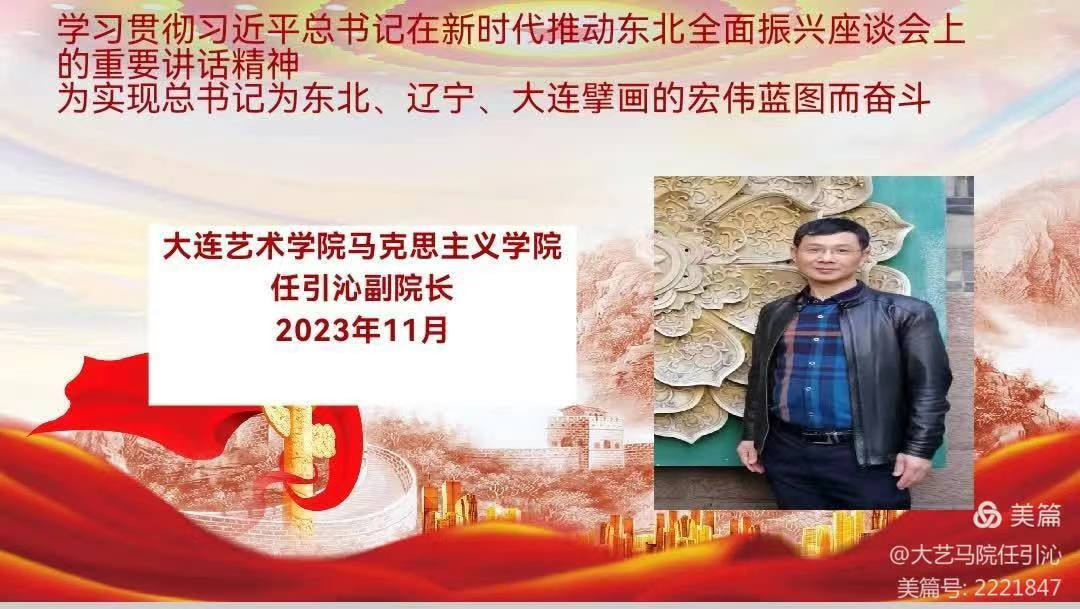 学习贯彻习近平总书记在新时代推动东北全面振兴座谈会上
的重要讲话精神
为实现总书记为东北、辽宁、大连擘画的宏伟蓝图而奋斗
大连艺术学院马克思主义学院
任引沁副院长
2023年11月
美篇
@大艺马院任引沁
美篇号: 2221847